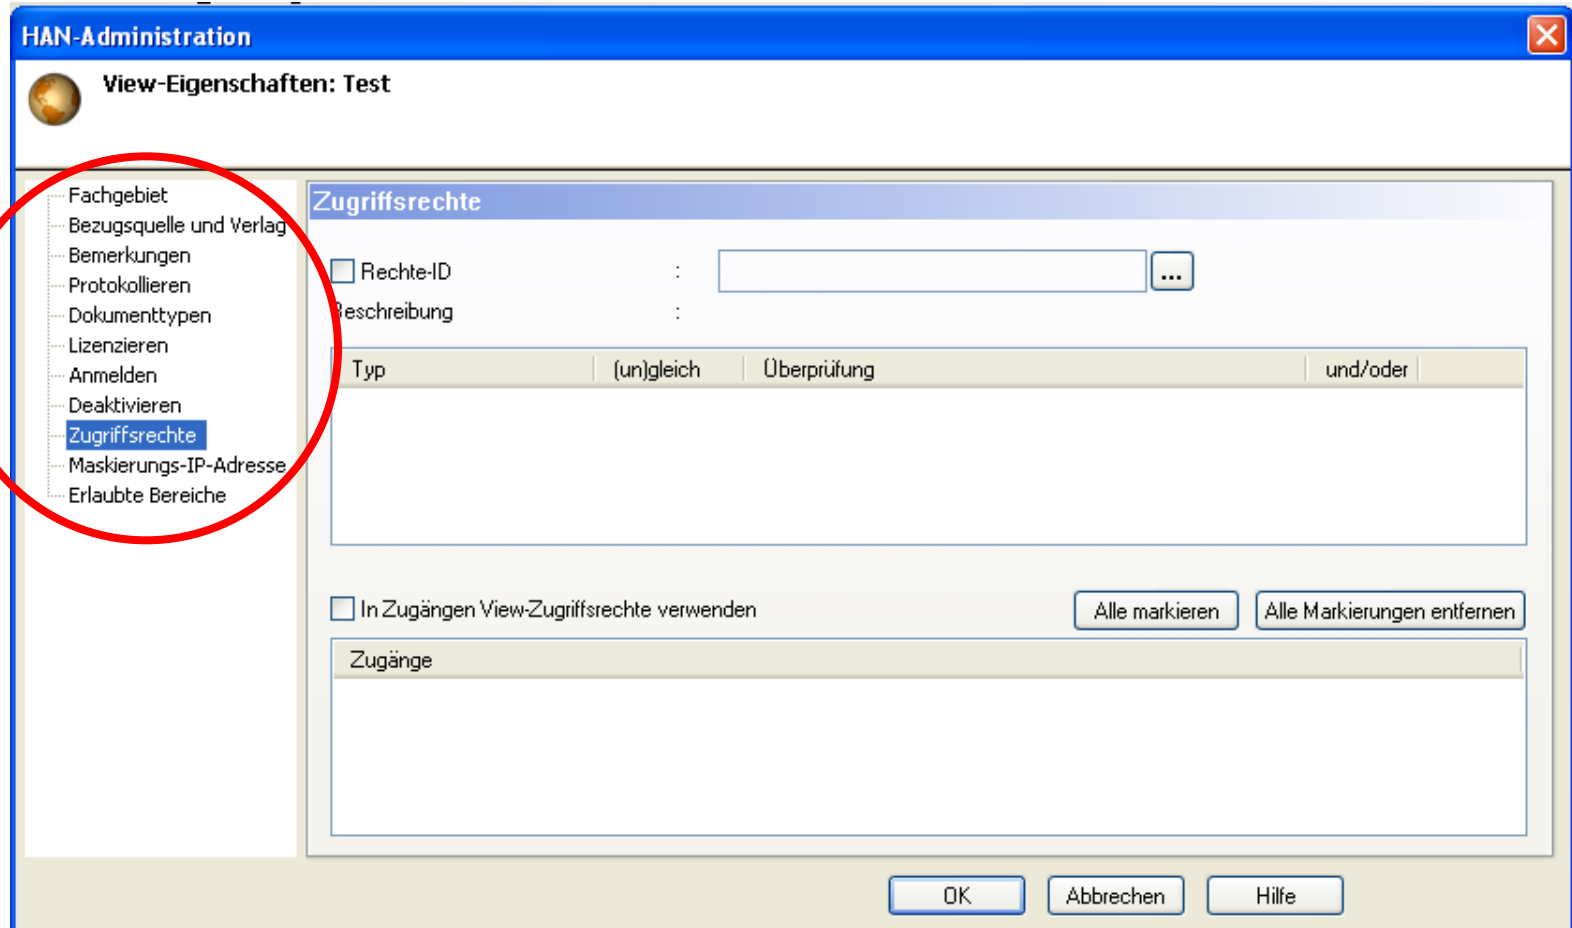 HAN-Administration
View-Eigenschaften: Test
Fachgebiet
Bezugsquelle und Verlag
Bemerkungen
Protokollieren
Dokumenttypen
Lizenzieren
Anmelden
Deaktivieren
Zugriffsrechte
Maskierungs-IP-Adresse
Erlaubte Bereiche
Zugriffsrechte
Rechte-ID : ...
Beschreibung :
Typ (un)gleich Überprüfung und/oder
In Zugängen View-Zugriffsrechte verwenden Alle markieren Alle Markierungen entfernen
Zugänge
OK Abbrechen Hilfe